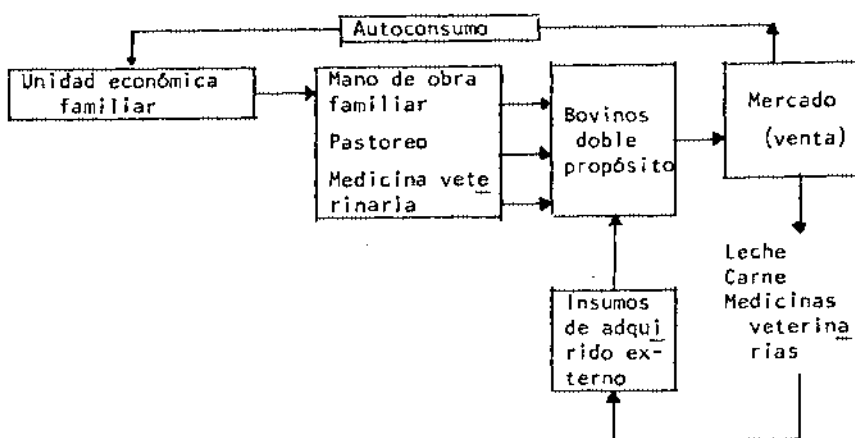 Autoconsumo
Unidad económica
familiar
Mano de obra
familiar
Pastoreo
Medicina vete
rinaria
Bovinos
doble
propósito
Mercado
(venta)
Leche
Carne
Medicinas
veterina
rias
Insumos
de adqui
rido ex-
terno